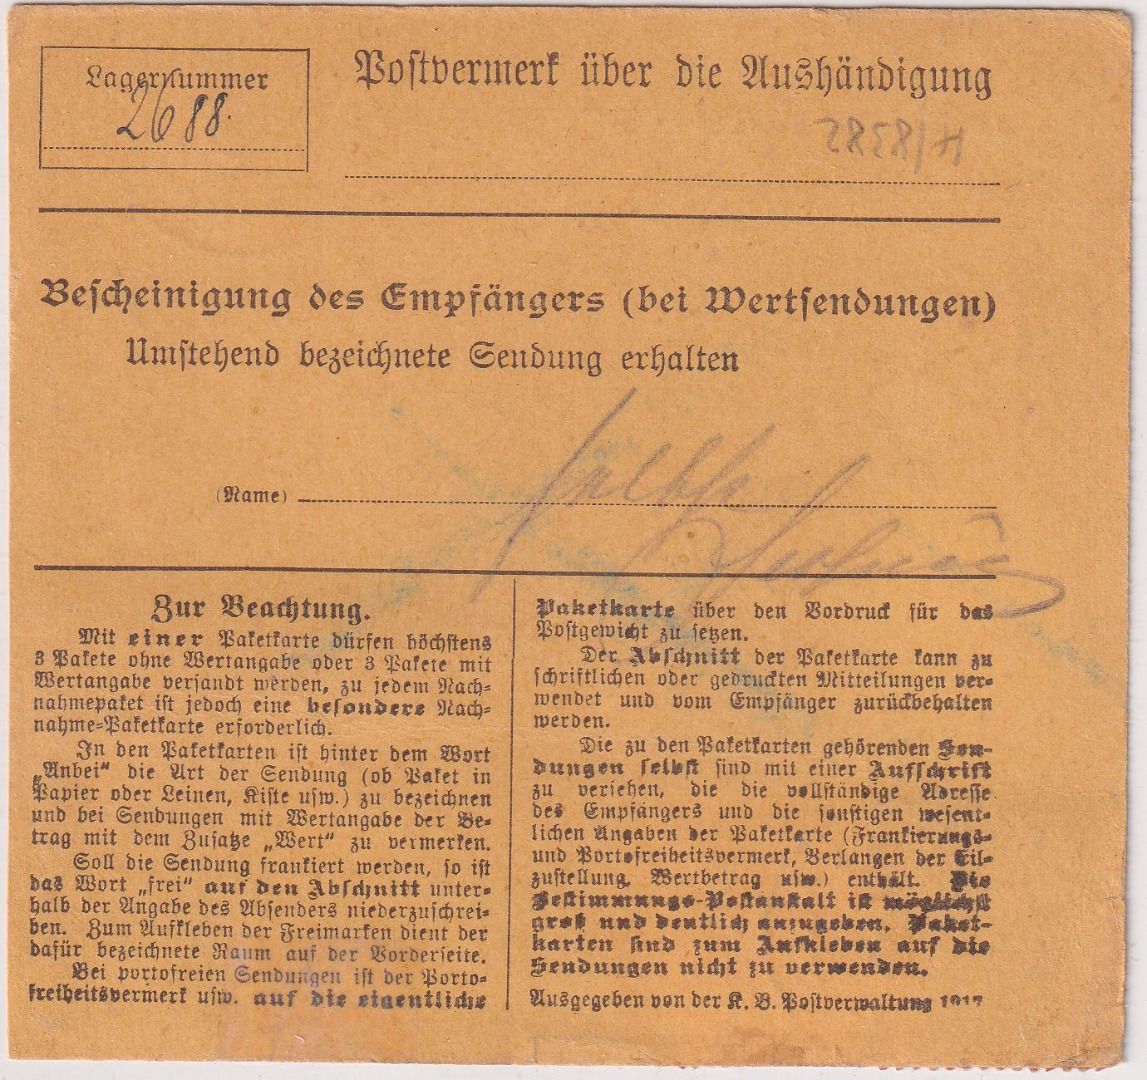 Lagernummer
2688.
Postvermerk über die Aushändigung
Bescheinigung des Empfängers (bei Wertsendungen)
Umstehend bezeichnete Sendung erhalten
(Name)
Zur Beachtung.
Mit einer Paketkarte dürfen höchstens
3 Pakete ohne Wertangabe oder 3 Pakete mit
Wertangabe versandt werden, zu jedem Nach-
nahmepaket ist jedoch eine besondere Nach-
nahme-Paketkarte erforderlich.
In den Paketkarten ist hinter dem Wort
„Anbei“ die Art der Sendung (ob Paket in
Papier oder Leinen, Kiste usw.) zu bezeichnen
und bei Sendungen mit Wertangabe der Be-
trag mit dem Zusatze „Wert“ zu vermerken.
Soll die Sendung frankiert werden, so ist
das Wort „frei“ auf den Abschnitt unter-
halb der Angabe des Absenders niederzuschrei-
ben. Zum Aufkleben der Freimarken dient der
dafür bezeichnete Raum auf der Vorderseite.
Bei portofreien Sendungen ist der Porto-
freiheitsvermerk usw. auf die eigentliche
Paketkarte über den Vordruck für das
Postgewicht zu setzen.
Der Abschnitt der Paketkarte kann zu
schriftlichen oder gedruckten Mitteilungen ver-
wendet und vom Empfänger zurückbehalten
werden.
Die zu den Paketkarten gehörenden Sen-
dungen selbst sind mit einer Aufschrift
zu versehen, die die vollständige Adresse
des Empfängers und die sonstigen wesent-
lichen Angaben der Paketkarte (Frankierungs-
und Portofreiheitsvermerk, Verlangen der Eil-
zustellung, Wertbetrag usw.) enthält. Die
Bestimmungs-Postanstalt ist möglichst
groß und deutlich anzugeben. Paket-
karten sind zum Aufkleben auf die
Sendungen nicht zu verwenden.
Ausgegeben von der K. B. Postverwaltung 1917